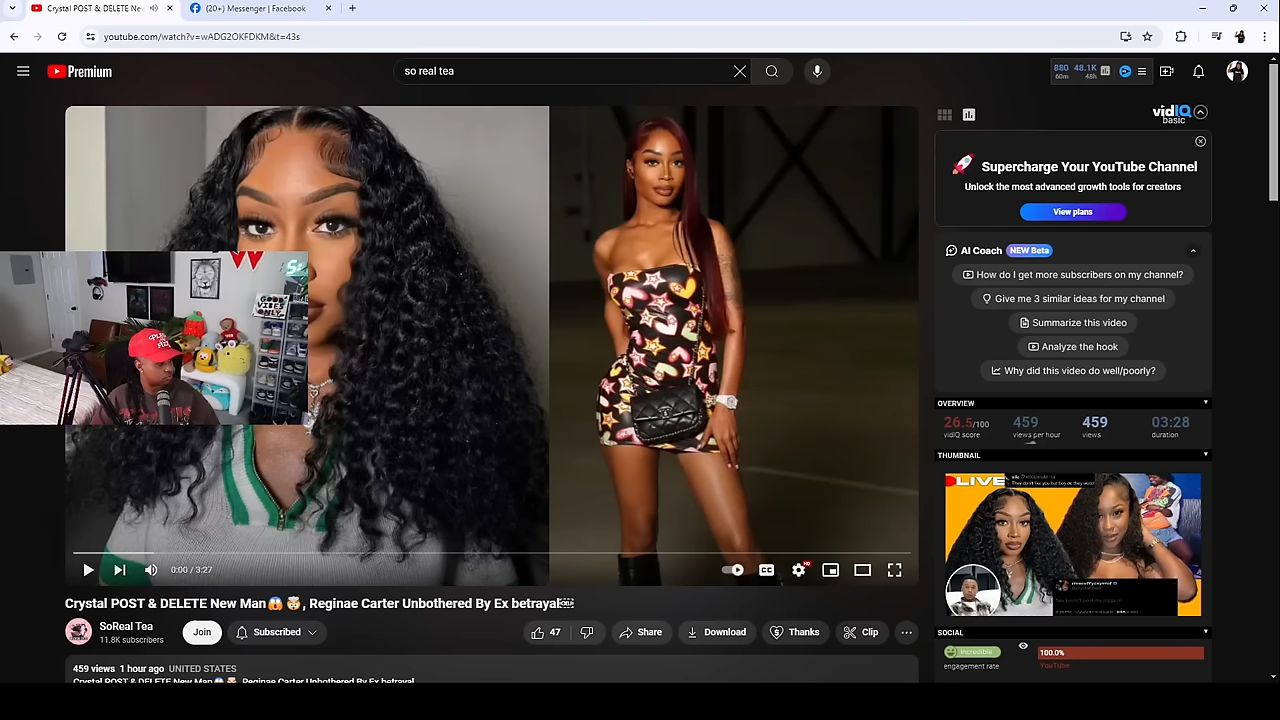 Crystal POST & DELETE Ne
(20+) Messenger | Facebook
youtube.com/watch?v=wADG2OKFDKM&t=43s
Premium
so real tea
880
60m
48.1K
48h
vidIQ
basic
Supercharge Your YouTube Channel
Unlock the most advanced growth tools for creators
View plans
AI Coach NEW Beta
How do I get more subscribers on my channel?
Give me 3 similar ideas for my channel
Summarize this video
Analyze the hook
Why did this video do well/poorly?
GOOD
VIBES
ONLY
OVERVIEW
26.5/100
vidIQ score
459
views per hour
459
views
03:28
duration
THUMBNAIL
LIVE
0:00 / 3:27
CC
HD
Crystal POST & DELETE New Man😱🤯, Reginae Carter Unbothered By Ex betrayal￼
SoReal Tea
11.8K subscribers
Join
Subscribed
47
Share
Download
Thanks
Clip
459 views 1 hour ago UNITED STATES
Crystal POST & DELETE New Man😱🤯, Reginae Carter Unbothered By Ex betrayal
SOCIAL
incredible
engagement rate
100.0%
YouTube